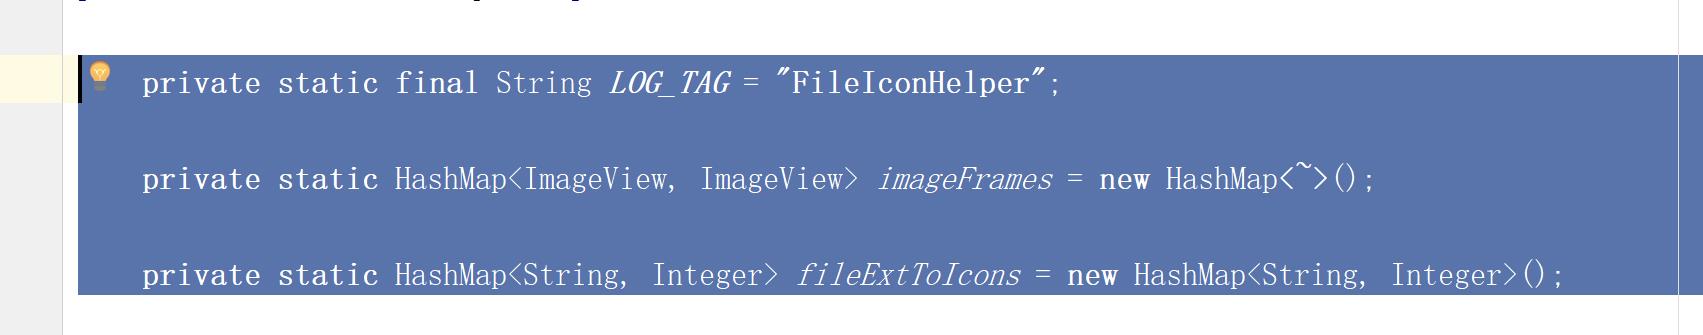 private static final String LOG_TAG = "FileIconHelper";
private static HashMap<ImageView, ImageView> imageFrames = new HashMap<~>();
private static HashMap<String, Integer> fileExtToIcons = new HashMap<String, Integer>();